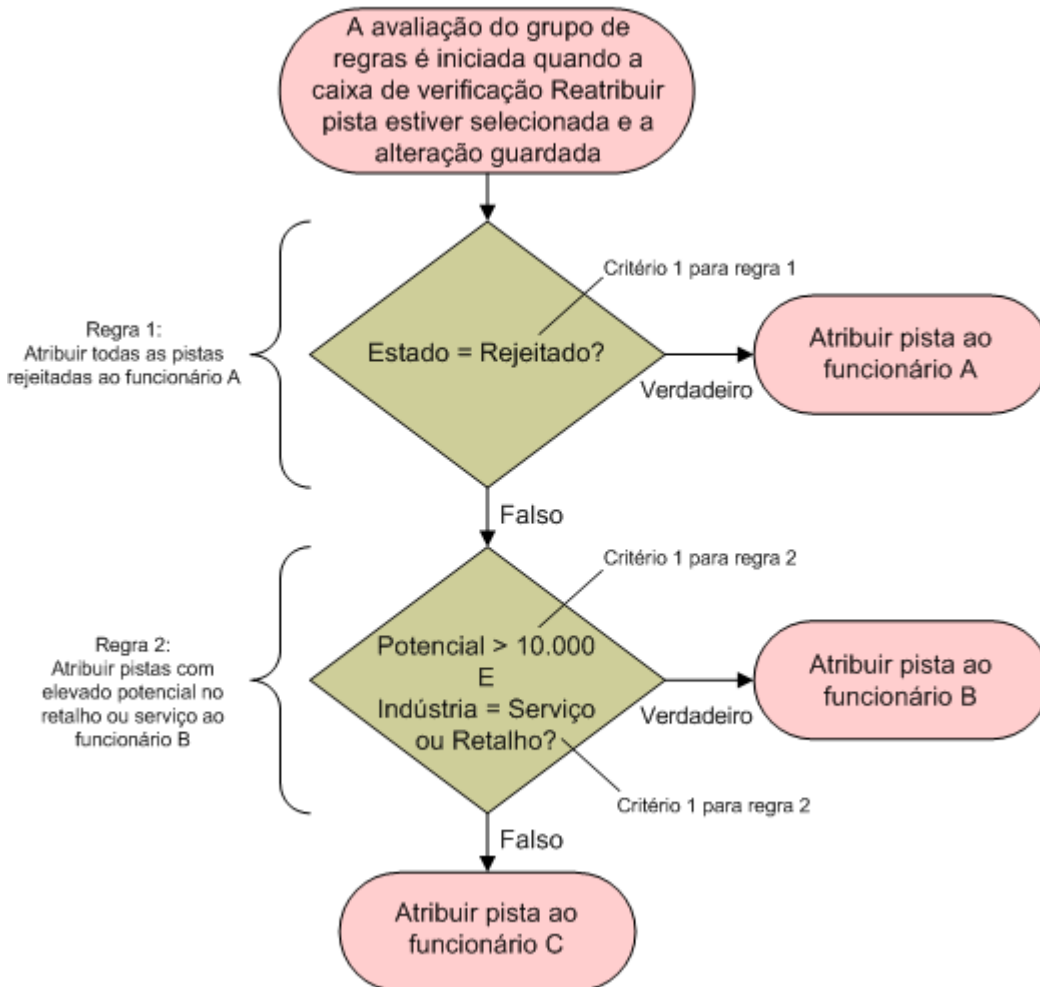 A avaliação do grupo de
regras é iniciada quando a
caixa de verificação Reatribuir
pista estiver selecionada e a
alteração guardada
Critério 1 para regra 1
Regra 1:
Atribuir todas as pistas
rejeitadas ao funcionário A
Estado = Rejeitado?
Verdadeiro
Atribuir pista ao
funcionário A
Falso
Critério 1 para regra 2
Regra 2:
Atribuir pistas com
elevado potencial no
retalho ou serviço ao
funcionário B
Potencial > 10.000
E
Indústria = Serviço
ou Retalho?
Verdadeiro
Atribuir pista ao
funcionário B
Critério 1 para regra 2
Falso
Atribuir pista ao
funcionário C